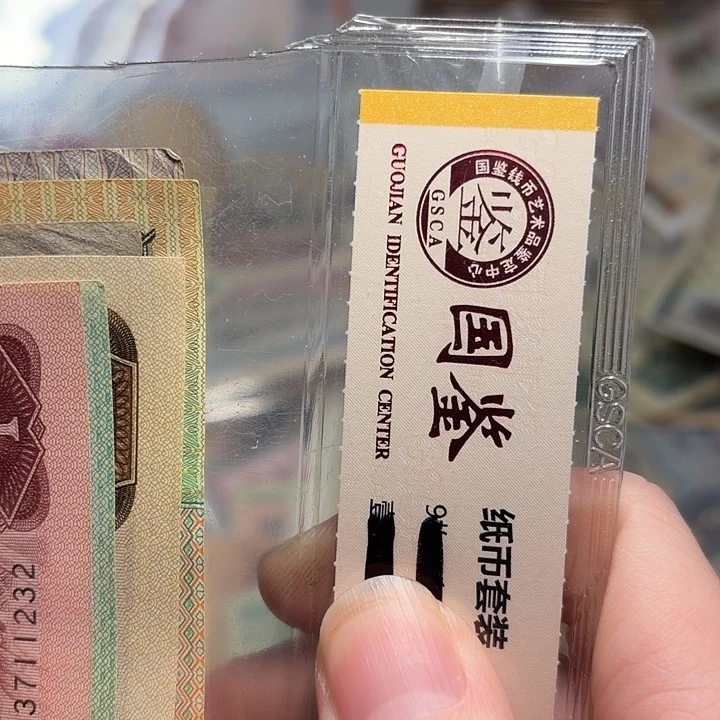 国鉴钱币艺术品鉴定中心
GSCA
鉴
国鉴
GUOJIAN IDENTIFICATION CENTER
纸币套装
GSCA
3711232
1